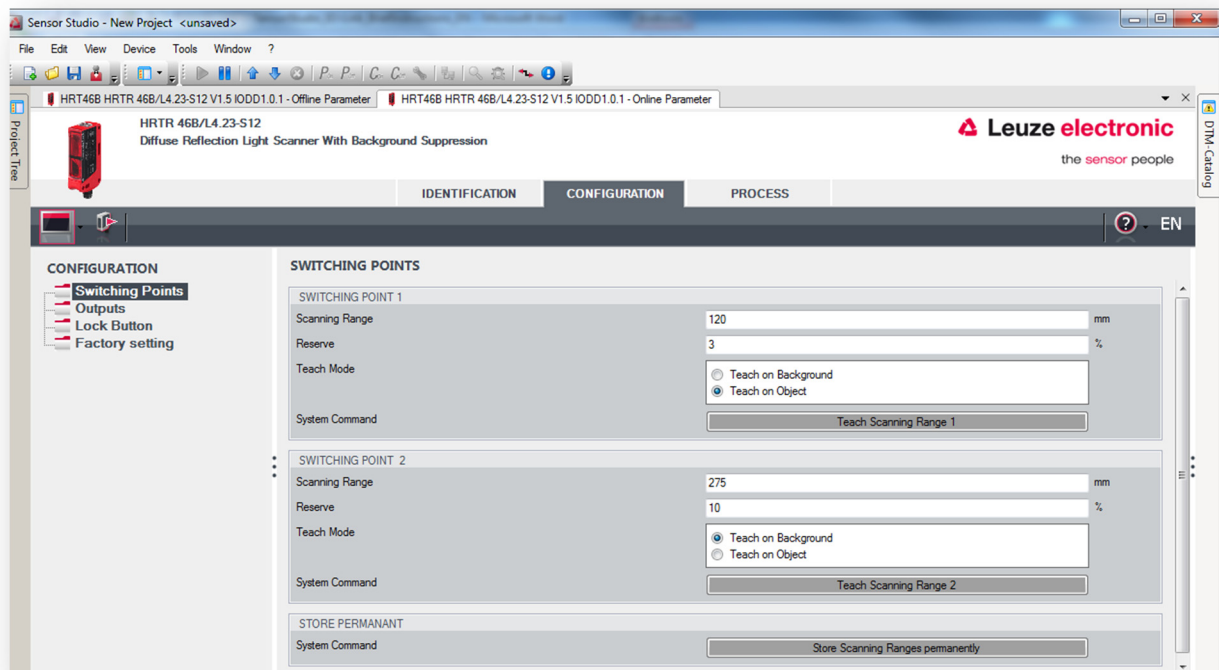 Sensor Studio - New Project <unsaved>
File Edit View Device Tools Window ?
HRT46B HRTR 46B/L4.23-S12 V1.5 IODD1.0.1 - Offline Parameter
HRT46B HRTR 46B/L4.23-S12 V1.5 IODD1.0.1 - Online Parameter
Project Tree
DTM-Catalog
HRTR 46B/L4.23-S12
Diffuse Reflection Light Scanner With Background Suppression
Leuze electronic
the sensor people
IDENTIFICATION CONFIGURATION PROCESS
? EN
CONFIGURATION
Switching Points
Outputs
Lock Button
Factory setting
SWITCHING POINTS
SWITCHING POINT 1
Scanning Range 120 mm
Reserve 3 %
Teach Mode
Teach on Background
Teach on Object
System Command Teach Scanning Range 1
SWITCHING POINT 2
Scanning Range 275 mm
Reserve 10 %
Teach Mode
Teach on Background
Teach on Object
System Command Teach Scanning Range 2
STORE PERMANANT
System Command Store Scanning Ranges permanently